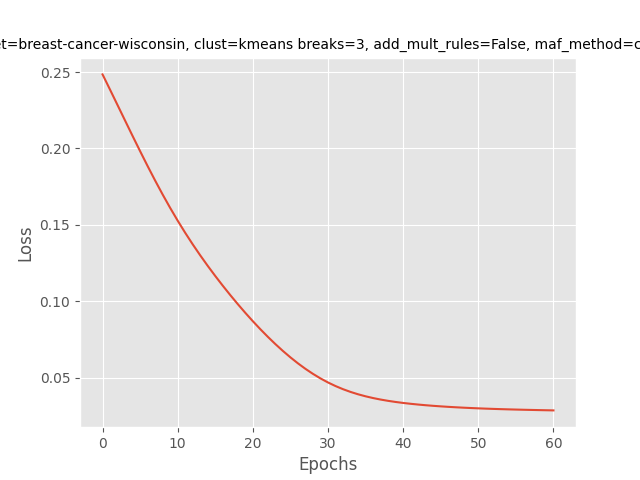 et=breast-cancer-wisconsin, clust=kmeans breaks=3, add_mult_rules=False, maf_method=c
0.25
0.20
0.15
0.10
0.05
Loss
0 10 20 30 40 50 60
Epochs